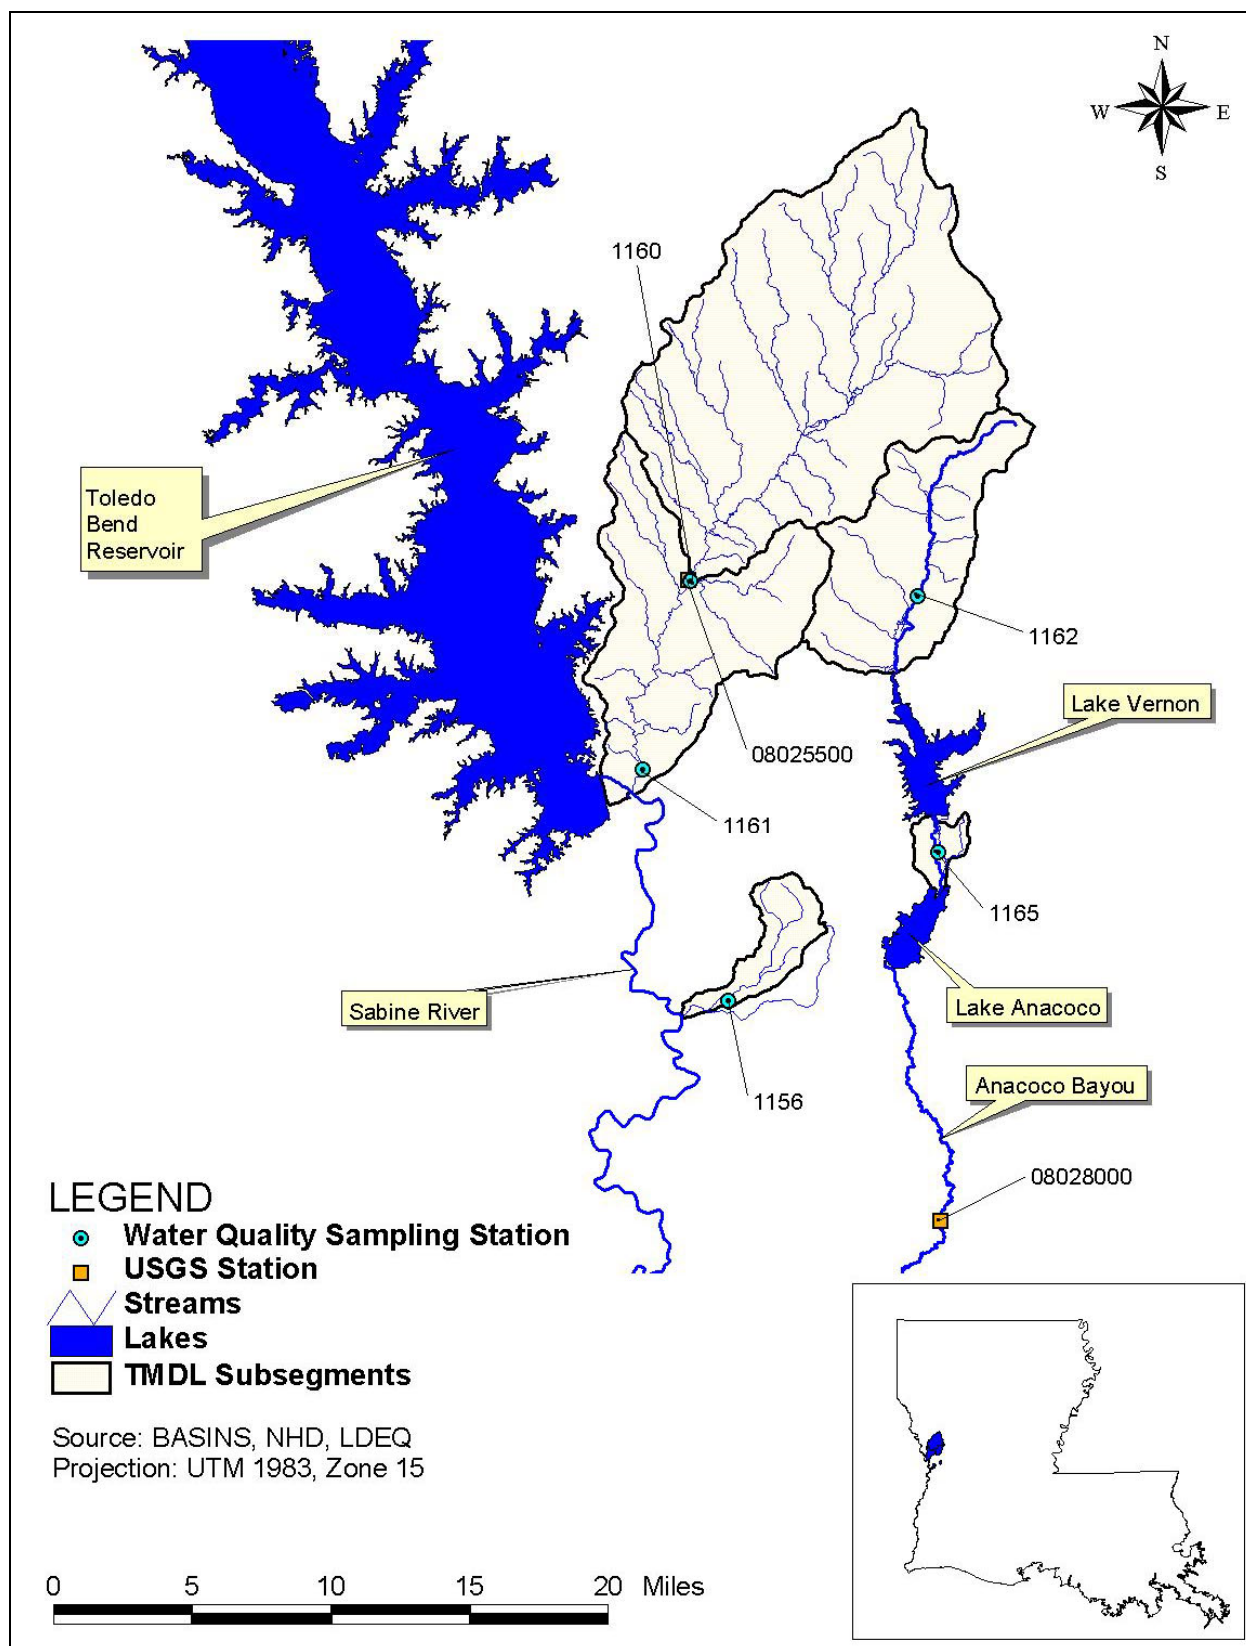 N
W
E
S
1160
Toledo
Bend
Reservoir
1162
Lake Vernon
08025500
1161
1165
Sabine River
Lake Anacoco
1156
Anacoco Bayou
08028000
LEGEND
Water Quality Sampling Station
USGS Station
Streams
Lakes
TMDL Subsegments
Source: BASINS, NHD, LDEQ
Projection: UTM 1983, Zone 15
0 5 10 15 20 Miles